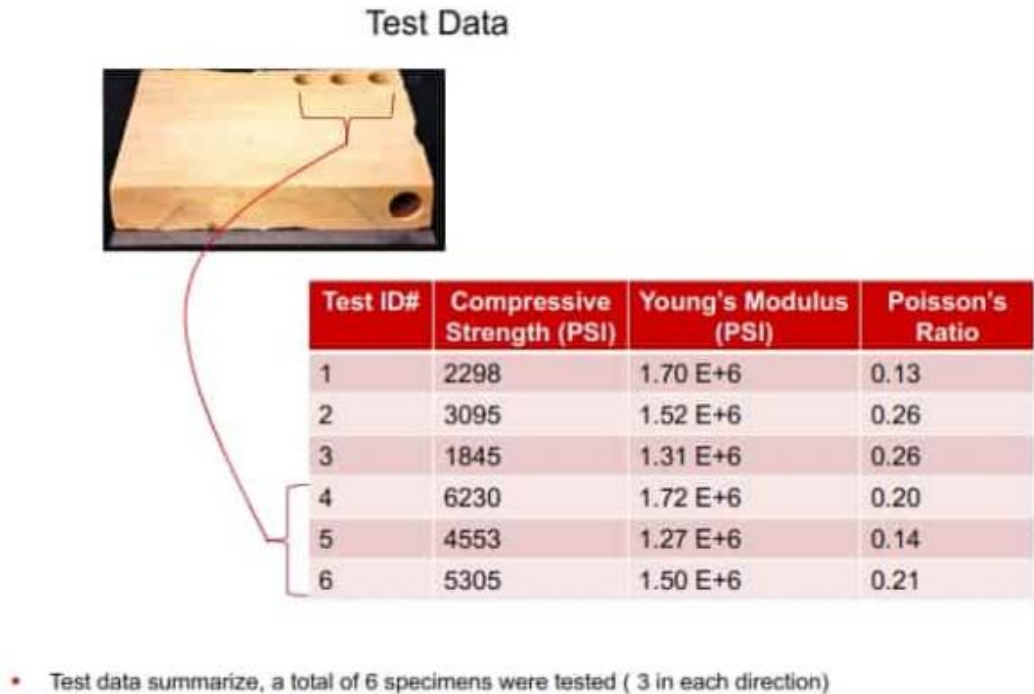 Test Data
Test ID# Compressive Strength (PSI) Young's Modulus (PSI) Poisson's Ratio
1 2298 1.70 E+6 0.13
2 3095 1.52 E+6 0.26
3 1845 1.31 E+6 0.26
4 6230 1.72 E+6 0.20
5 4553 1.27 E+6 0.14
6 5305 1.50 E+6 0.21
• Test data summarize, a total of 6 specimens were tested ( 3 in each direction)